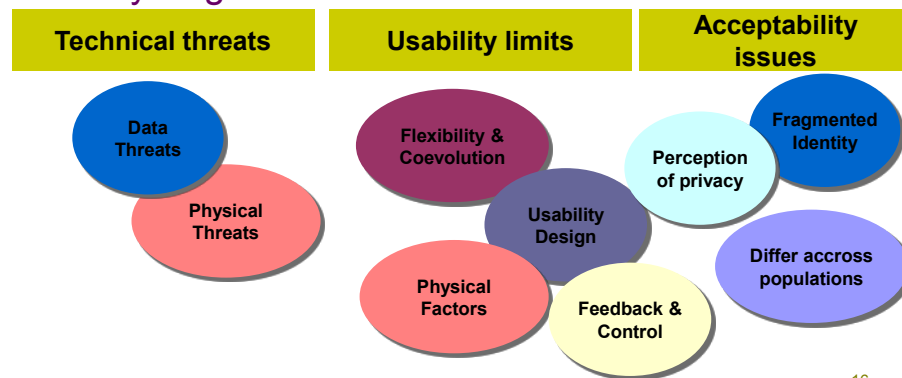 Technical threats
Usability limits
Acceptability
issues
Data
Threats
Physical
Threats
Flexibility &
Coevolution
Usability
Design
Physical
Factors
Feedback &
Control
Perception
of privacy
Fragmented
Identity
Differ accross
populations